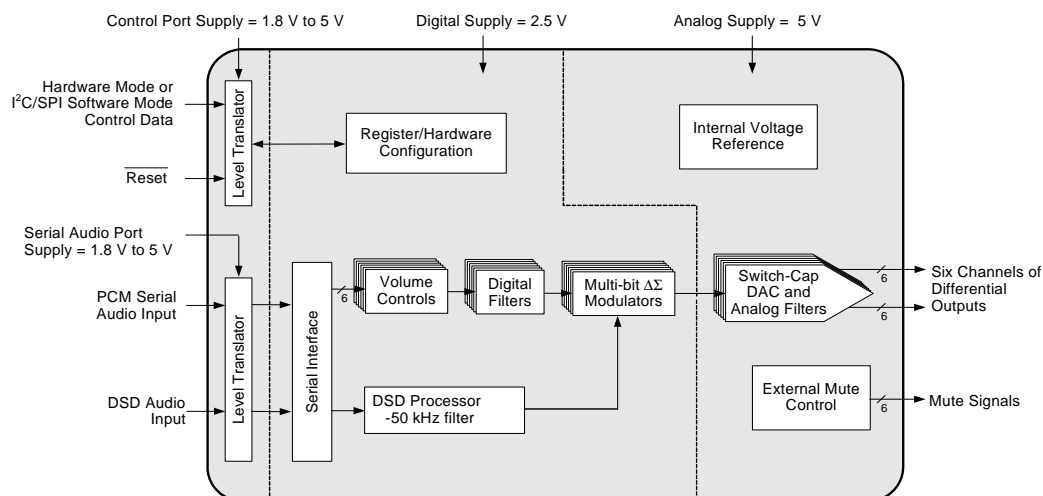 Control Port Supply = 1.8 V to 5 V
Digital Supply = 2.5 V
Analog Supply = 5 V
Hardware Mode or
I²C/SPI Software Mode
Control Data
Reset
Level Translator
Register/Hardware
Configuration
Internal Voltage
Reference
Serial Audio Port
Supply = 1.8 V to 5 V
PCM Serial
Audio Input
DSD Audio
Input
Level Translator
Serial Interface
6
Volume
Controls
Digital
Filters
Multi-bit ΔΣ
Modulators
Switch-Cap
DAC and
Analog Filters
6
6
Six Channels of
Differential
Outputs
DSD Processor
-50 kHz filter
External Mute
Control
6
Mute Signals